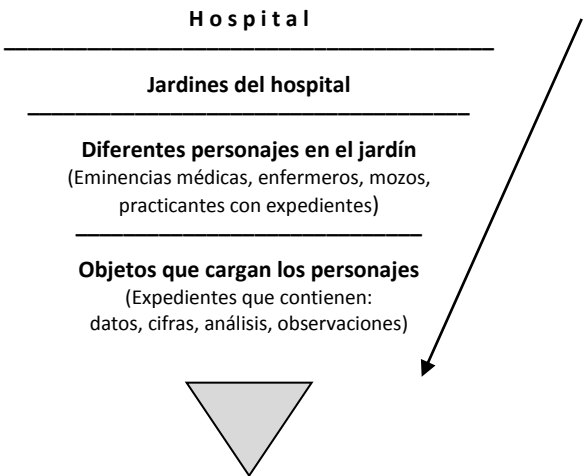 Hospital
Jardines del hospital
Diferentes personajes en el jardín
(Eminencias médicas, enfermeros, mozos,
practicantes con expedientes)
Objetos que cargan los personajes
(Expedientes que contienen:
datos, cifras, análisis, observaciones)